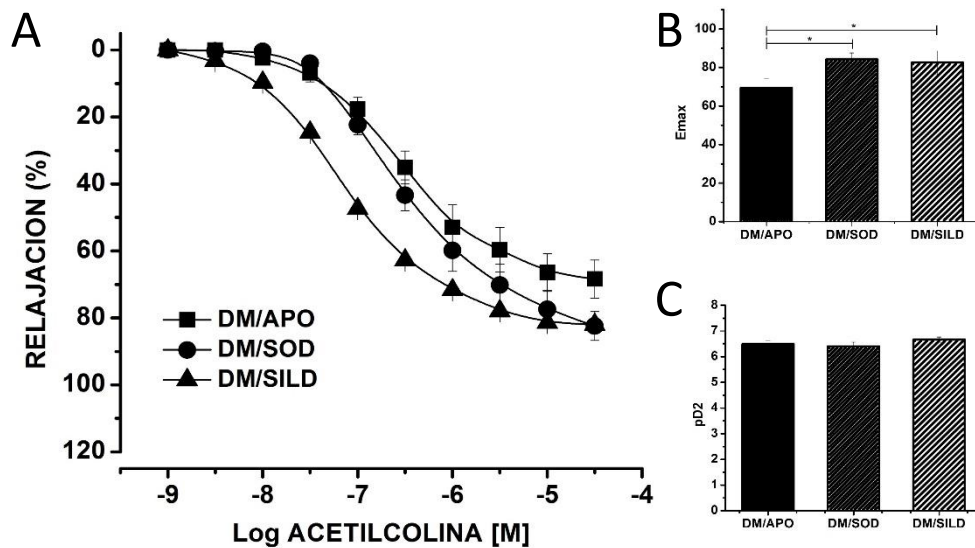 A
0
20
40
60
80
100
120
RELAJACION (%)
DM/APO
DM/SOD
DM/SILD
-9 -8 -7 -6 -5 -4
Log ACETILCOLINA [M]
B
100
80
60
40
20
0
Emax
*
*
DM/APO DM/SOD DM/SILD
C
8
7
6
5
4
3
2
1
0
pD2
DM/APO DM/SOD DM/SILD